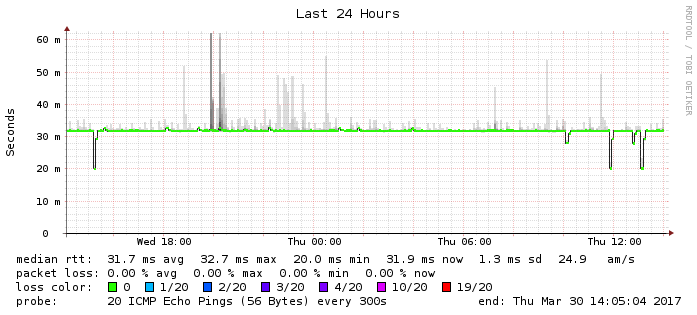 Last 24 Hours
RRDTOOL / TOBI OETIKER
Seconds
60 m
50 m
40 m
30 m
20 m
10 m
0
Wed 18:00 Thu 00:00 Thu 06:00 Thu 12:00
median rtt: 31.7 ms avg 32.7 ms max 20.0 ms min 31.9 ms now 1.3 ms sd 24.9 am/s
packet loss: 0.00 % avg 0.00 % max 0.00 % min 0.00 % now
loss color: 0 1/20 2/20 3/20 4/20 10/20 19/20
probe: 20 ICMP Echo Pings (56 Bytes) every 300s end: Thu Mar 30 14:05:04 2017